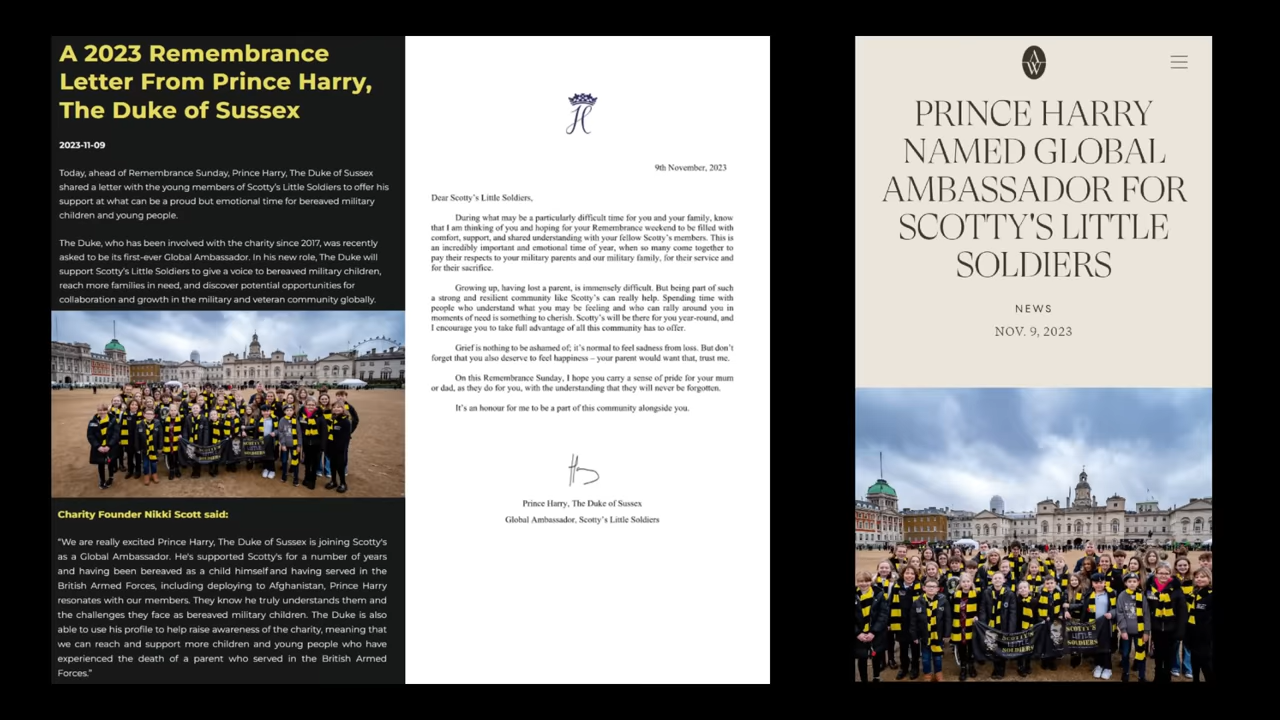 A 2023 Remembrance
Letter From Prince Harry,
The Duke of Sussex
2023-11-09
Today, ahead of Remembrance Sunday, Prince Harry, The Duke of Sussex
shared a letter with the young members of Scotty's Little Soldiers to offer his
support at what can be a proud but emotional time for bereaved military
children and young people.
The Duke, who has been involved with the charity since 2017, was recently
asked to be its first-ever Global Ambassador. In his new role, The Duke will
support Scotty's Little Soldiers to give a voice to bereaved military children,
reach more families in need, and discover potential opportunities for
collaboration and growth in the military and veteran community globally.
SCOTTY'S
LITTLE
SOLDIERS
SCOTTY'S
LITTLE
SOLDIERS
Charity Founder Nikki Scott said:
"We are really excited Prince Harry, The Duke of Sussex is joining Scotty's
as a Global Ambassador. He's supported Scotty's for a number of years
and having been bereaved as a child himself and having served in the
British Armed Forces, including deploying to Afghanistan, Prince Harry
resonates with our members. They know he truly understands them and
the challenges they face as bereaved military children. The Duke is also
able to use his profile to help raise awareness of the charity, meaning that
we can reach and support more children and young people who have
experienced the death of a parent who served in the British Armed
Forces."
H
9th November, 2023
Dear Scotty's Little Soldiers,
During what may be a particularly difficult time for you and your family, know
that I am thinking of you and hoping for your Remembrance weekend to be filled with
comfort, support, and shared understanding with your fellow Scotty's members. This is
an incredibly important and emotional time of year, when so many come together to
pay their respects to your military parents and our military family, for their service and
for their sacrifice.
Growing up, having lost a parent, is immensely difficult. But being part of such
a strong and resilient community like Scotty's can really help. Spending time with
people who understand what you may be feeling and who can rally around you in
moments of need is something to cherish. Scotty's will be there for you year-round, and
I encourage you to take full advantage of all this community has to offer.
Grief is nothing to be ashamed of; it's normal to feel sadness from loss. But don't
forget that you also deserve to feel happiness – your parent would want that, trust me.
On this Remembrance Sunday, I hope you carry a sense of pride for your mum
or dad, as they do for you, with the understanding that they will never be forgotten.
It's an honour for me to be a part of this community alongside you.
Prince Harry, The Duke of Sussex
Global Ambassador, Scotty's Little Soldiers
AW
PRINCE HARRY
NAMED GLOBAL
AMBASSADOR FOR
SCOTTY'S LITTLE
SOLDIERS
NEWS
NOV. 9, 2023
SCOTTY'S
LITTLE
SOLDIERS
SCOTTY'S
LITTLE
SOLDIERS